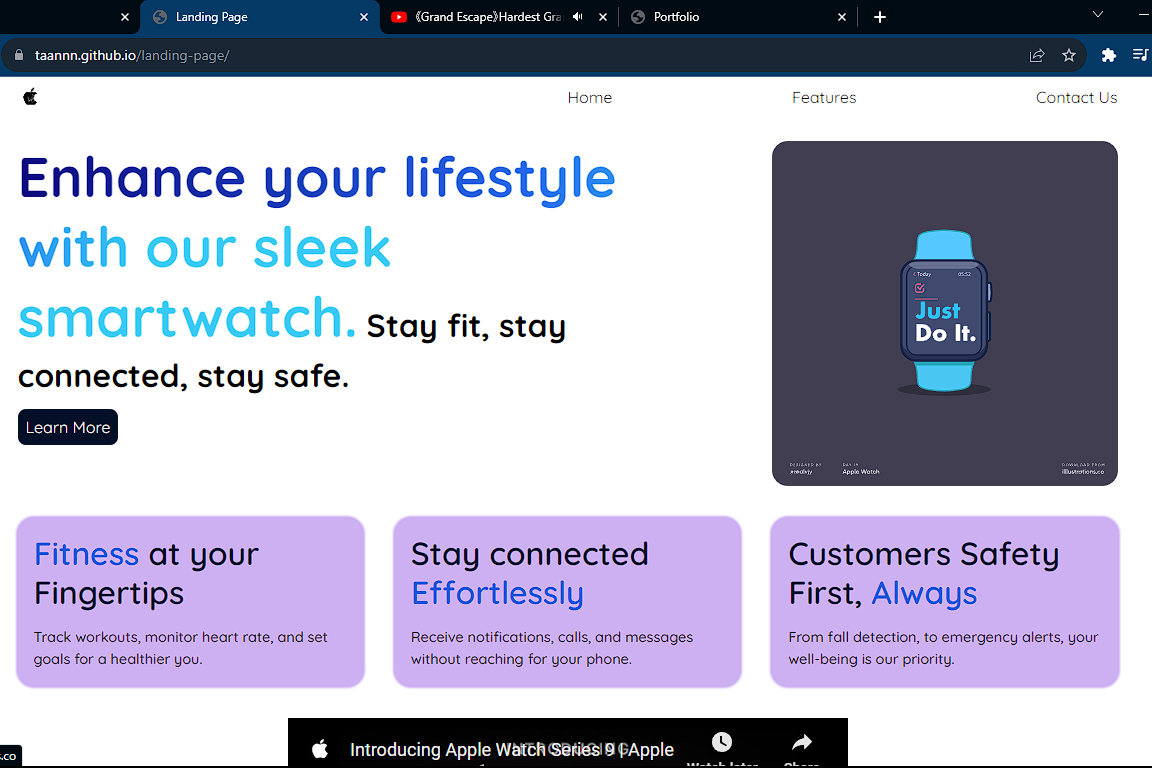 Landing Page
《Grand Escape》Hardest Gra
Portfolio
taannn.github.io/landing-page/
Home
Features
Contact Us
Enhance your lifestyle
with our sleek
smartwatch. Stay fit, stay
connected, stay safe.
Learn More
Today 05:52
Just
Do It.
DESIGNED BY
#realvjy
DAY 19
Apple Watch
DOWNLOAD FROM
illlustrations.co
Fitness at your
Fingertips
Track workouts, monitor heart rate, and set
goals for a healthier you.
Stay connected
Effortlessly
Receive notifications, calls, and messages
without reaching for your phone.
Customers Safety
First, Always
From fall detection, to emergency alerts, your
well-being is our priority.
s.co
Introducing Apple Watch Series 9 | Apple
INTRODUCING
Watch later
Share